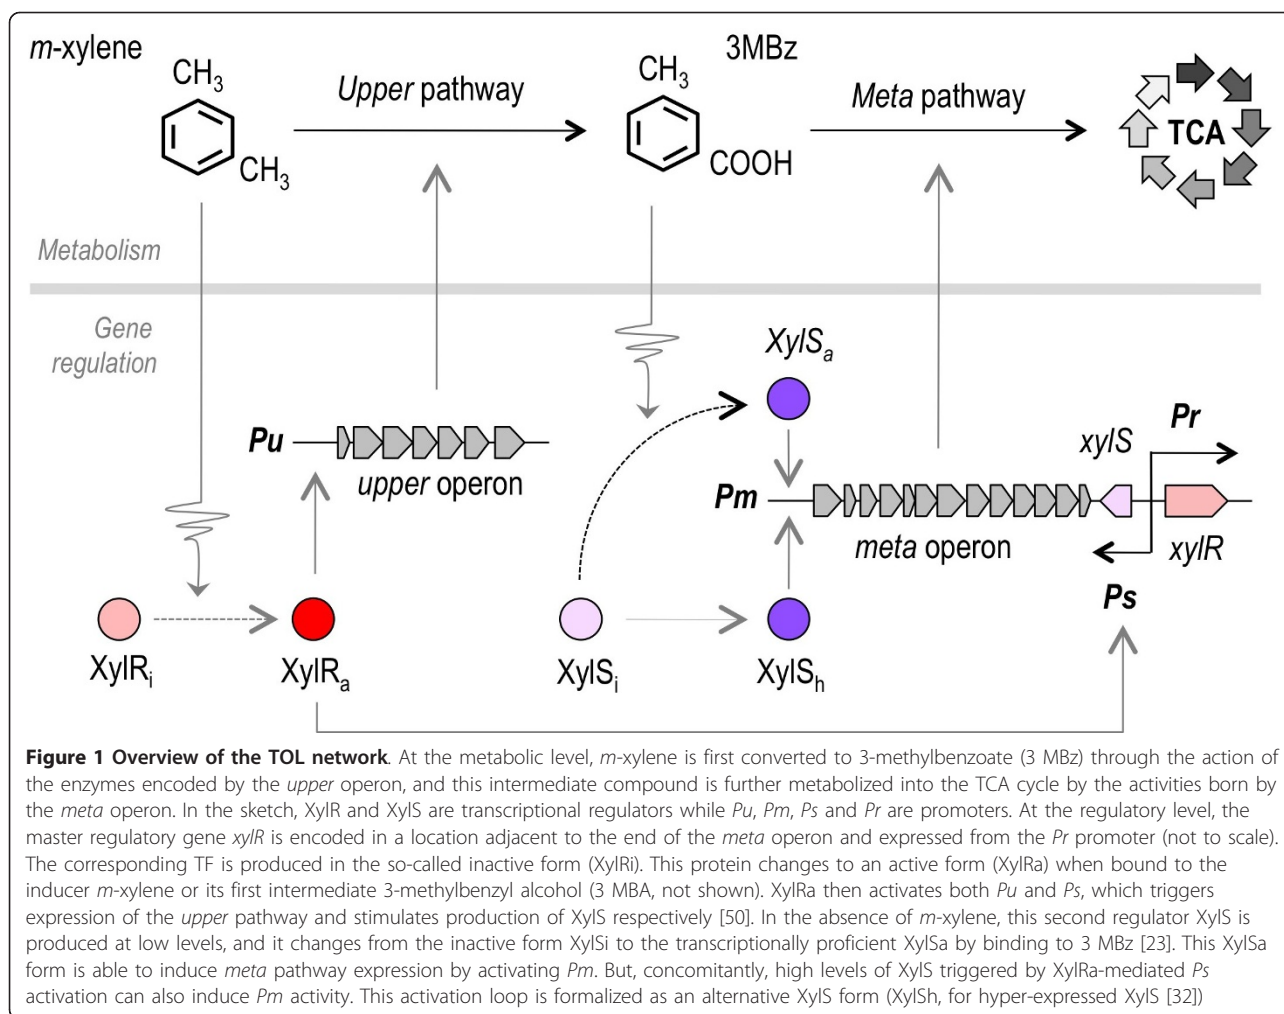 m-xylene
CH3
CH3
Upper pathway
3MBz
CH3
COOH
Meta pathway
TCA
Metabolism
Gene
regulation
XylSa
Pu
upper operon
Pm
meta operon
xylS
Pr
xylR
Ps
XylRi
XylRa
XylSi
XylSh
Figure 1 Overview of the TOL network. At the metabolic level, m-xylene is first converted to 3-methylbenzoate (3 MBz) through the action of
the enzymes encoded by the upper operon, and this intermediate compound is further metabolized into the TCA cycle by the activities born by
the meta operon. In the sketch, XylR and XylS are transcriptional regulators while Pu, Pm, Ps and Pr are promoters. At the regulatory level, the
master regulatory gene xylR is encoded in a location adjacent to the end of the meta operon and expressed from the Pr promoter (not to scale).
The corresponding TF is produced in the so-called inactive form (XylRi). This protein changes to an active form (XylRa) when bound to the
inducer m-xylene or its first intermediate 3-methylbenzyl alcohol (3 MBA, not shown). XylRa then activates both Pu and Ps, which triggers
expression of the upper pathway and stimulates production of XylS respectively [50]. In the absence of m-xylene, this second regulator XylS is
produced at low levels, and it changes from the inactive form XylSi to the transcriptionally proficient XylSa by binding to 3 MBz [23]. This XylSa
form is able to induce meta pathway expression by activating Pm. But, concomitantly, high levels of XylS triggered by XylRa-mediated Ps
activation can also induce Pm activity. This activation loop is formalized as an alternative XylS form (XylSh, for hyper-expressed XylS [32])